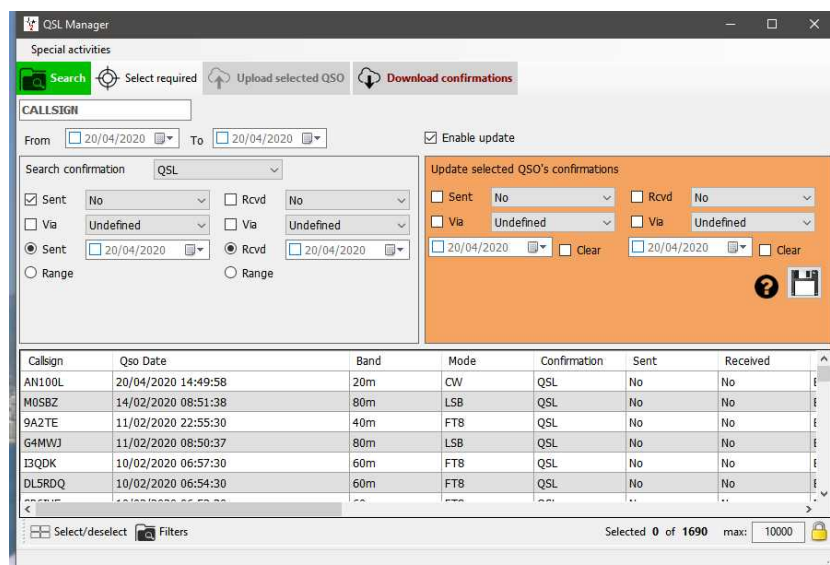 QSL Manager
Special activities
Search Select required Upload selected QSO Download confirmations
CALLSIGN
From 20/04/2020 To 20/04/2020 Enable update
Search confirmation QSL Update selected QSO's confirmations
Sent No Rcvd No Sent No Rcvd No
Via Undefined Via Undefined Via Undefined Via Undefined
Sent 20/04/2020 Rcvd 20/04/2020 20/04/2020 Clear 20/04/2020 Clear
Range Range
Callsign Qso Date Band Mode Confirmation Sent Received
AN100L 20/04/2020 14:49:58 20m CW QSL No No
M0SBZ 14/02/2020 08:51:38 80m LSB QSL No No
9A2TE 11/02/2020 22:55:30 40m FT8 QSL No No
G4MWJ 11/02/2020 08:50:37 80m LSB QSL No No
I3QDK 10/02/2020 06:57:30 60m FT8 QSL No No
DL5RDQ 10/02/2020 06:54:30 60m FT8 QSL No No
Select/deselect Filters Selected 0 of 1690 max: 10000